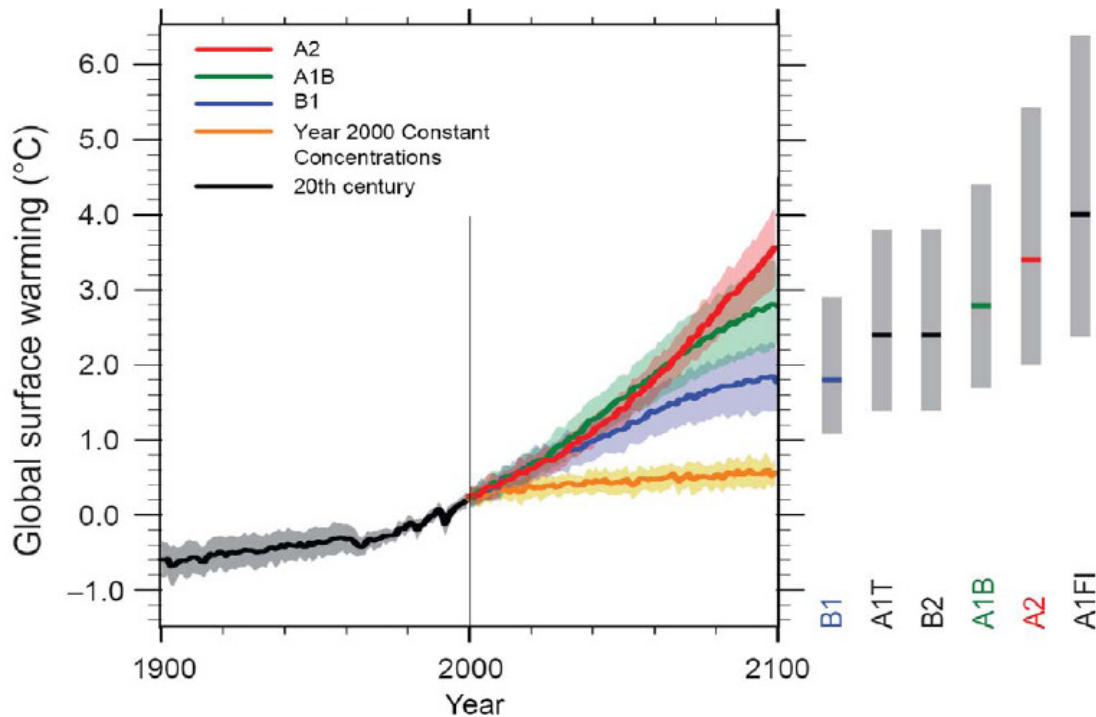 A2
A1B
B1
Year 2000 Constant
Concentrations
20th century
Global surface warming (°C)
6.0
5.0
4.0
3.0
2.0
1.0
0.0
–1.0
1900
2000
2100
Year
B1
A1T
B2
A1B
A2
A1FI